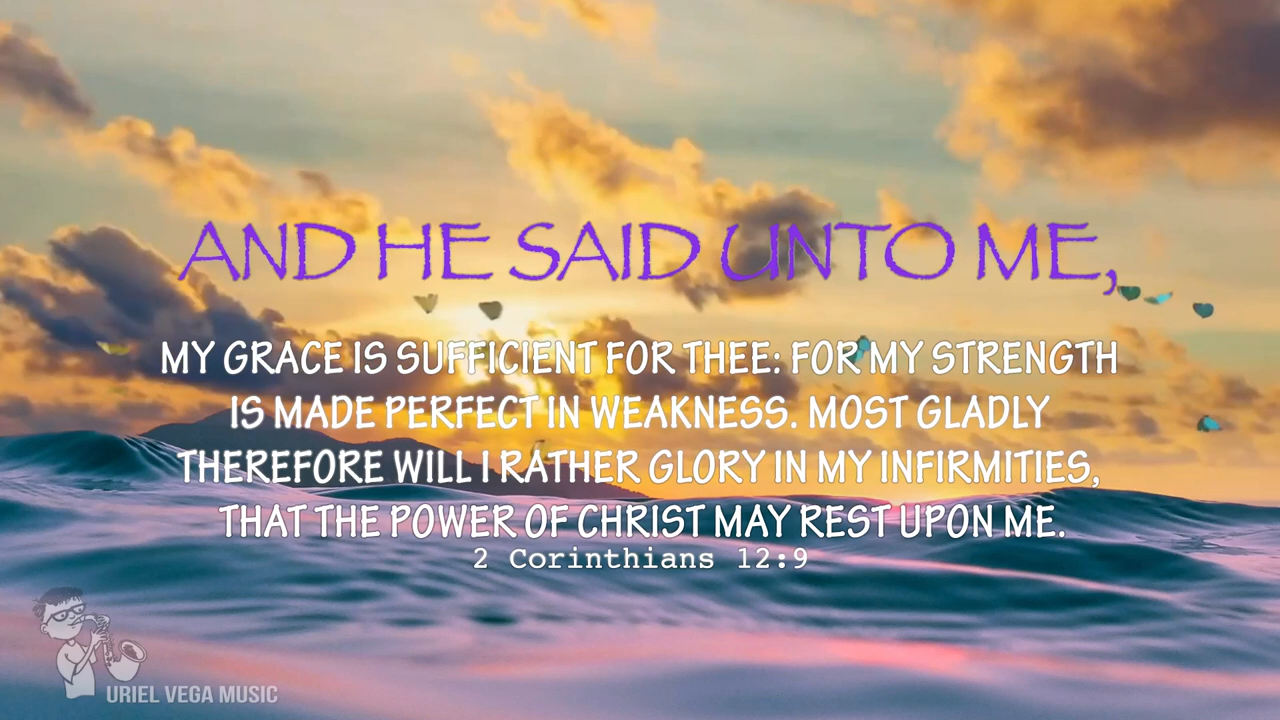 AND HE SAID UNTO ME,
MY GRACE IS SUFFICIENT FOR THEE: FOR MY STRENGTH
IS MADE PERFECT IN WEAKNESS. MOST GLADLY
THEREFORE WILL I RATHER GLORY IN MY INFIRMITIES,
THAT THE POWER OF CHRIST MAY REST UPON ME.
2 Corinthians 12:9
URIEL VEGA MUSIC